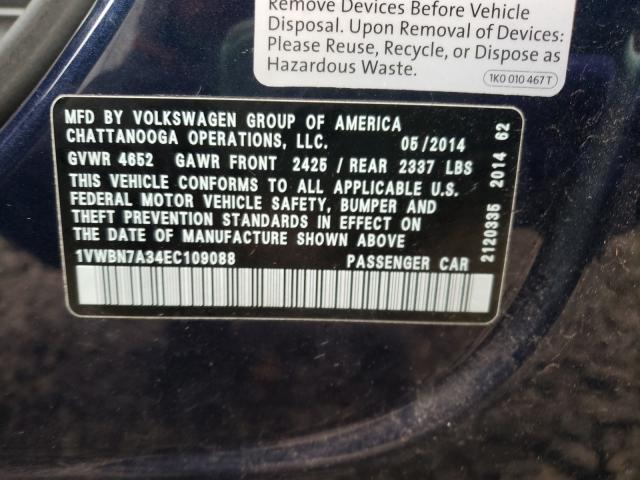 Remove Devices Before Vehicle
Disposal. Upon Removal of Devices:
Please Reuse, Recycle, or Dispose as
Hazardous Waste.
1K0 010 467 T
MFD BY VOLKSWAGEN GROUP OF AMERICA
CHATTANOOGA OPERATIONS, LLC. 05/2014
GVWR 4652 GAWR FRONT 2425 / REAR 2337 LBS
THIS VEHICLE CONFORMS TO ALL APPLICABLE U.S.
FEDERAL MOTOR VEHICLE SAFETY, BUMPER AND
THEFT PREVENTION STANDARDS IN EFFECT ON
THE DATE OF MANUFACTURE SHOWN ABOVE
1VWBN7A34EC109088 PASSENGER CAR
2120335 2014 62